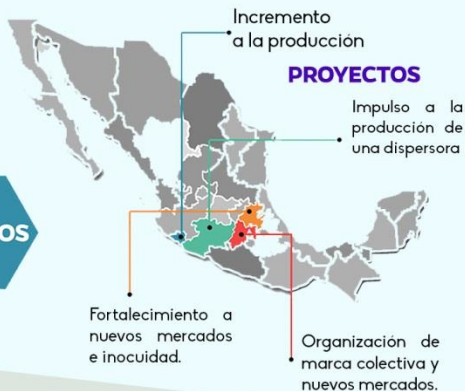 Incremento
a la producción
PROYECTOS
Impulso a la
producción de
una dispersora
OS
Fortalecimiento a
nuevos mercados
e inocuidad.
Organización de
marca colectiva y
nuevos mercados.